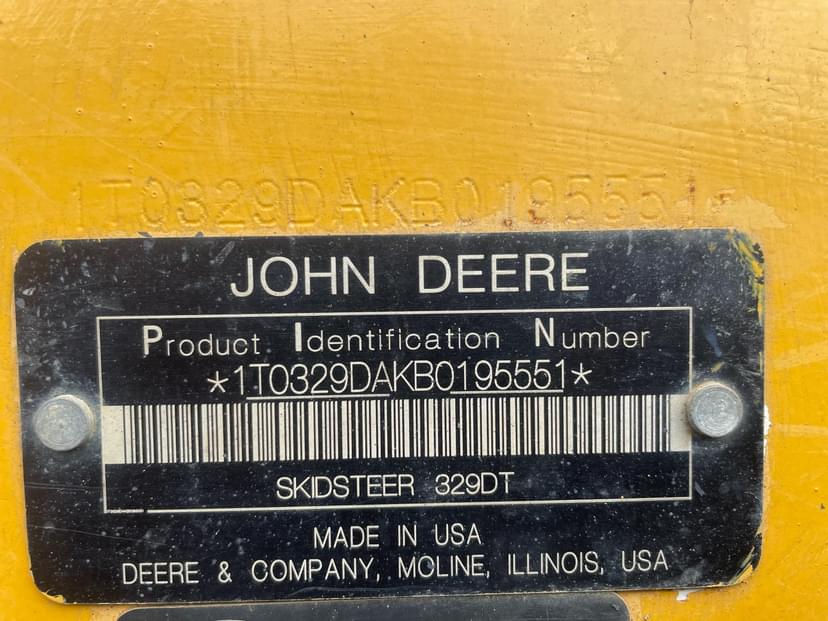 1T0329DAKB0195551
JOHN DEERE
Product Identification Number
*1T0329DAKB0195551*
SKIDSTEER 329DT
MADE IN USA
DEERE & COMPANY, MOLINE, ILLINOIS, USA